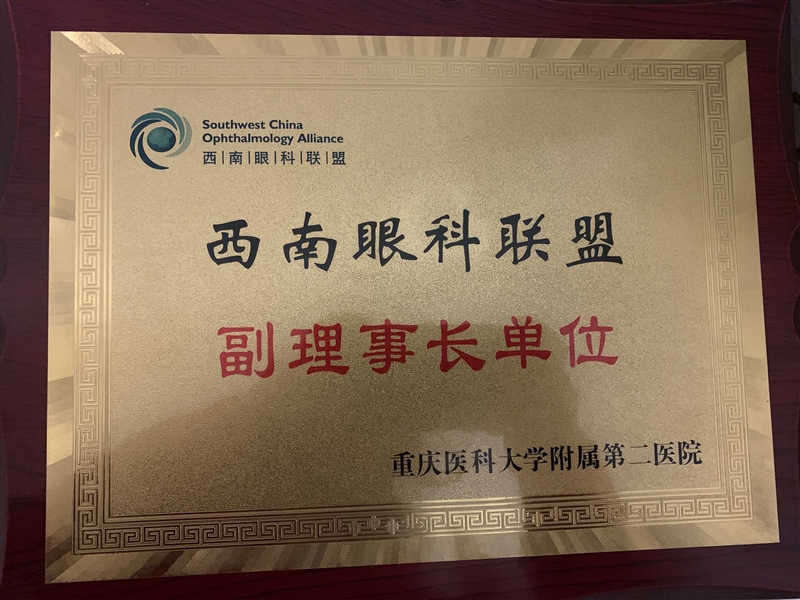 Southwest China
Ophthalmology Alliance
西|南|眼|科|联|盟
西南眼科联盟
副理事长单位
重庆医科大学附属第二医院